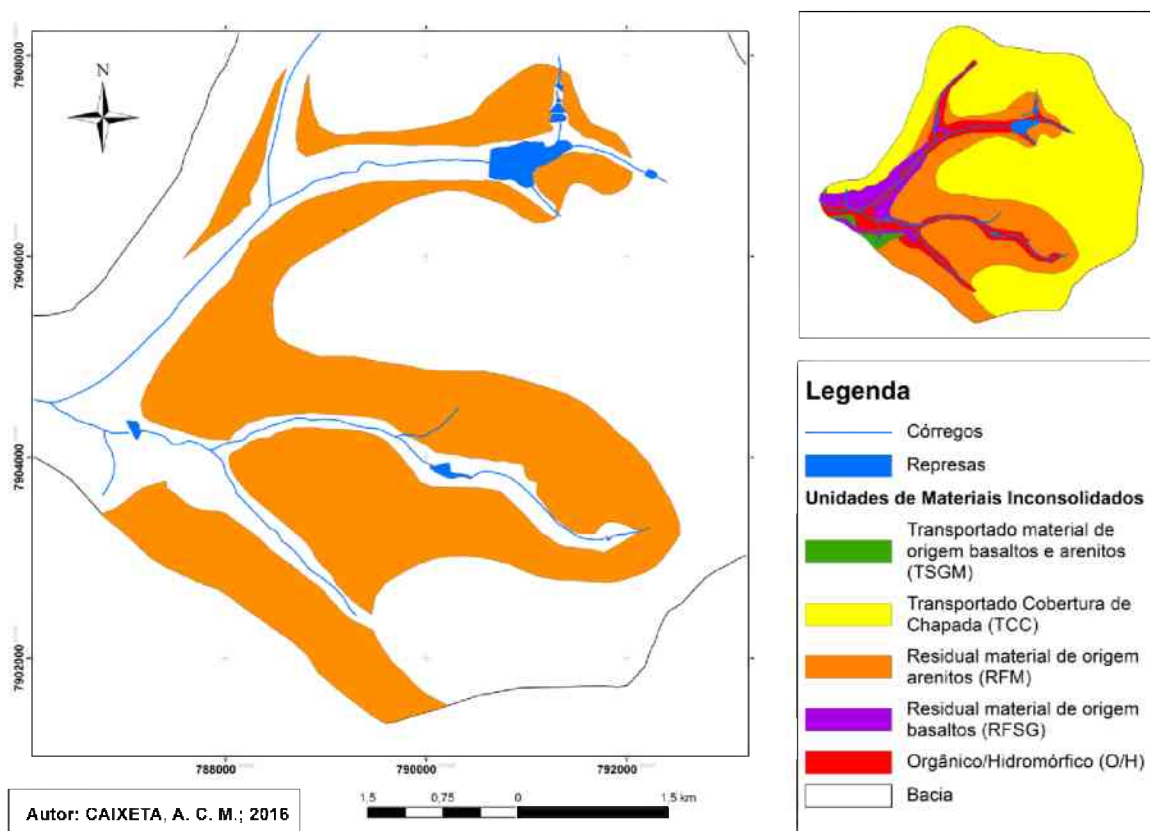 N
7908000
7906000
7904000
7902000
788000
790000
792000
Autor: CAIXETA, A. C. M.; 2016
1,5
0,75
0
1,5 km
Legenda
Córregos
Represas
Unidades de Materiais Inconsolidados
Transportado material de
origem basaltos e arenitos
(TSGM)
Transportado Cobertura de
Chapada (TCC)
Residual material de origem
arenitos (RFM)
Residual material de origem
basaltos (RFSG)
Orgânico/Hidromórfico (O/H)
Bacia